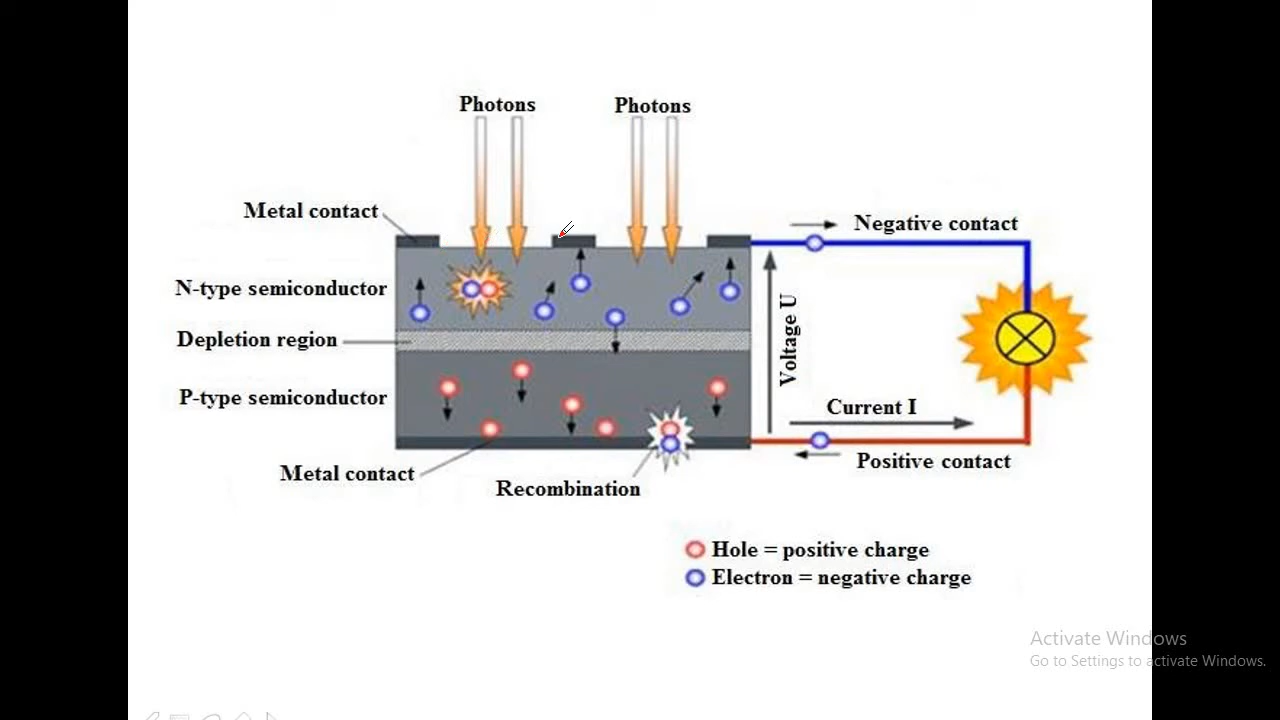 Photons
Photons
Metal contact
Negative contact
N-type semiconductor
Voltage U
Depletion region
P-type semiconductor
Current I
Positive contact
Metal contact
Recombination
Hole = positive charge
Electron = negative charge
Activate Windows
Go to Settings to activate Windows.